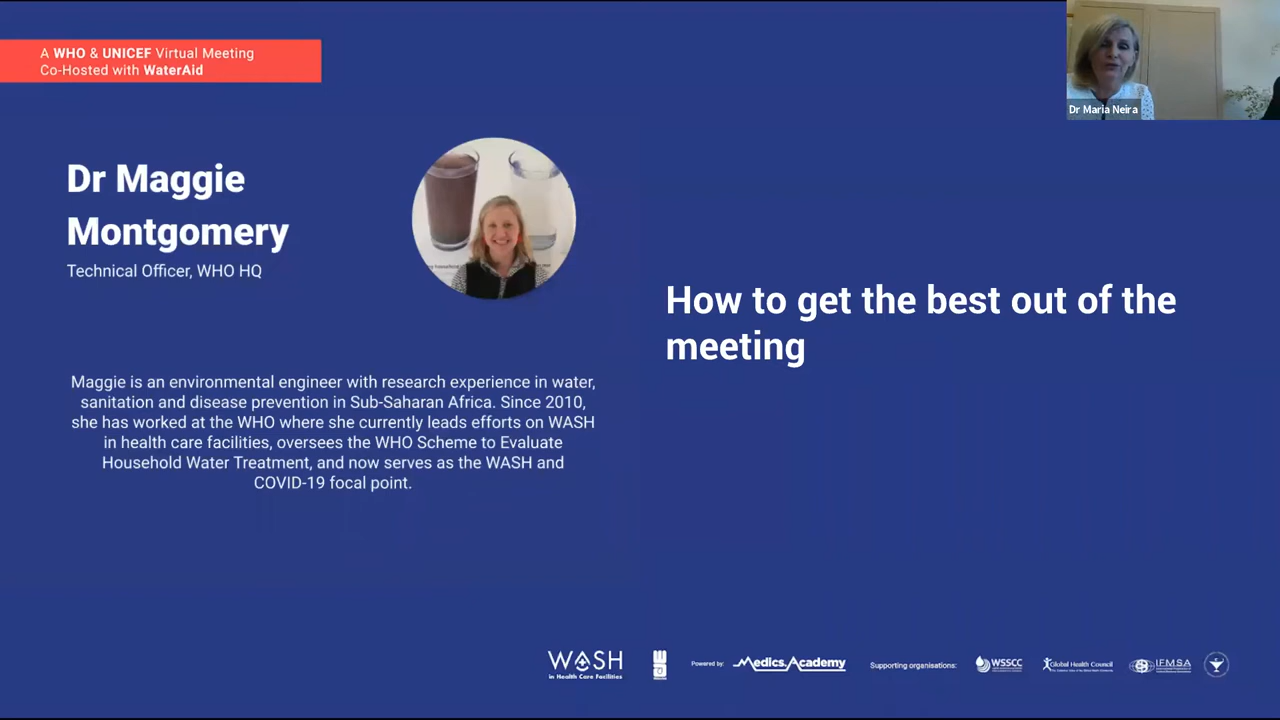 A WHO & UNICEF Virtual Meeting
Co-Hosted with WaterAid
Dr Maria Neira
Dr Maggie
Montgomery
Technical Officer, WHO HQ
How to get the best out of the
meeting
Maggie is an environmental engineer with research experience in water,
sanitation and disease prevention in Sub-Saharan Africa. Since 2010,
she has worked at the WHO where she currently leads efforts on WASH
in health care facilities, oversees the WHO Scheme to Evaluate
Household Water Treatment, and now serves as the WASH and
COVID-19 focal point.
WASH
in Health Care Facilities
Powered by:
Medics.Academy
Supporting organisations:
WSSCC
Global Health Council
IFMSA